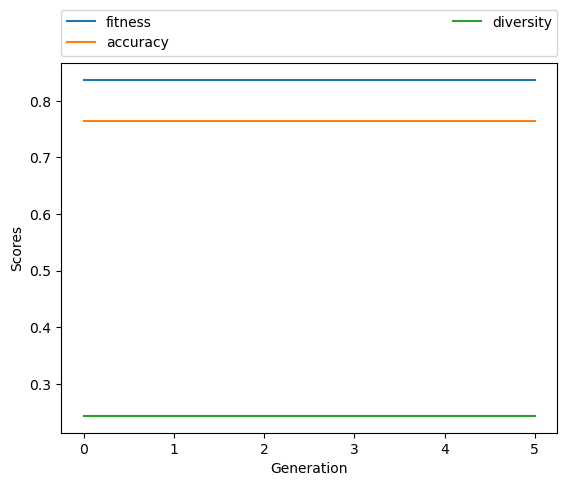 fitness
accuracy
diversity
0.8
0.7
0.6
0.5
0.4
0.3
Scores
0 1 2 3 4 5
Generation